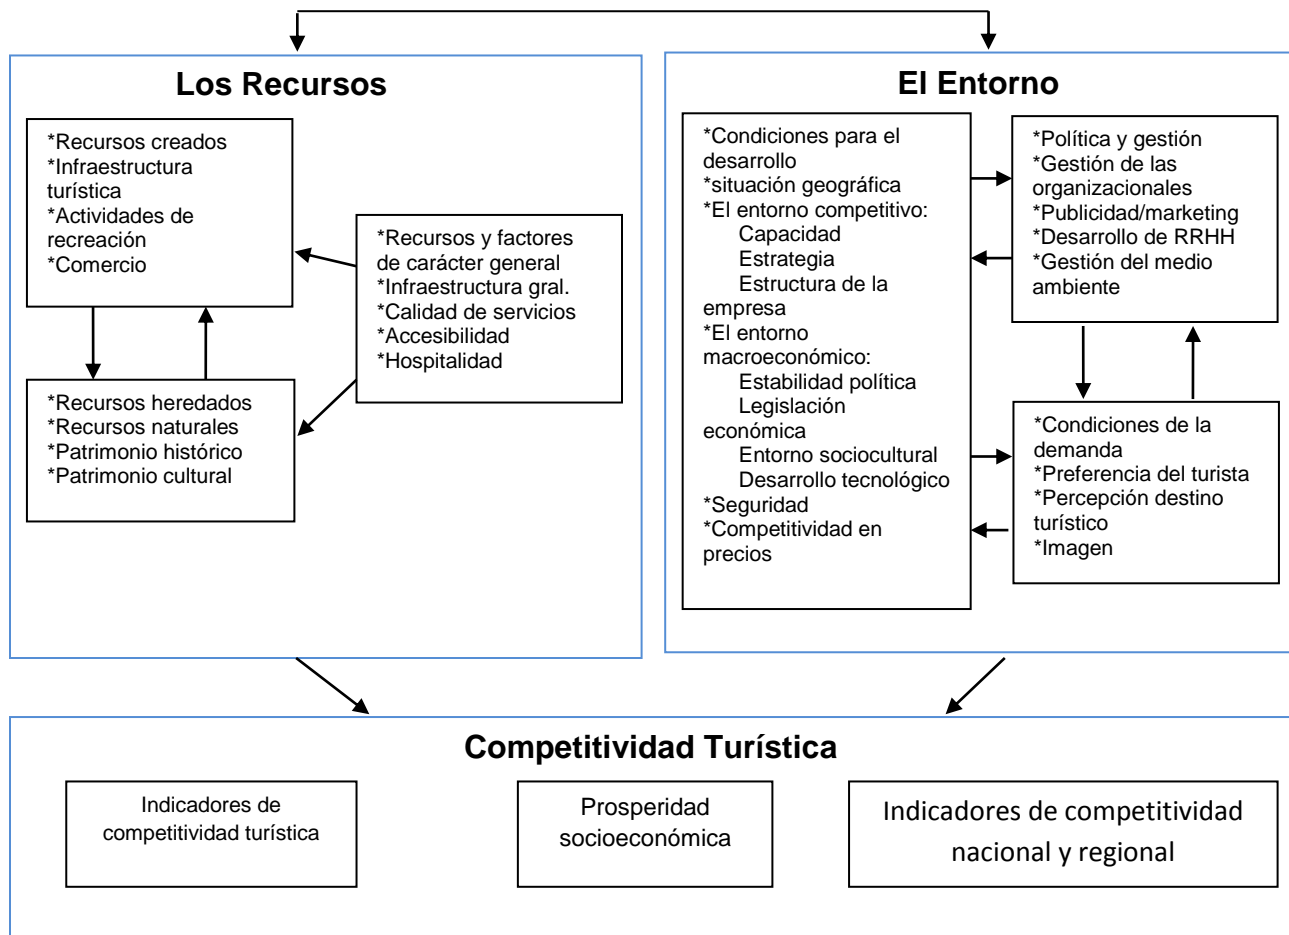 Los Recursos
*Recursos creados
*Infraestructura
turística
*Actividades de
recreación
*Comercio
*Recursos y factores
de carácter general
*Infraestructura gral.
*Calidad de servicios
*Accesibilidad
*Hospitalidad
*Recursos heredados
*Recursos naturales
*Patrimonio histórico
*Patrimonio cultural
El Entorno
*Condiciones para el
desarrollo
*situación geográfica
*El entorno competitivo:
Capacidad
Estrategia
Estructura de la
empresa
*El entorno
macroeconómico:
Estabilidad política
Legislación
económica
Entorno sociocultural
Desarrollo tecnológico
*Seguridad
*Competitividad en
precios
*Política y gestión
*Gestión de las
organizacionales
*Publicidad/marketing
*Desarrollo de RRHH
*Gestión del medio
ambiente
*Condiciones de la
demanda
*Preferencia del turista
*Percepción destino
turístico
*Imagen
Competitividad Turística
Indicadores de
competitividad turística
Prosperidad
socioeconómica
Indicadores de competitividad
nacional y regional